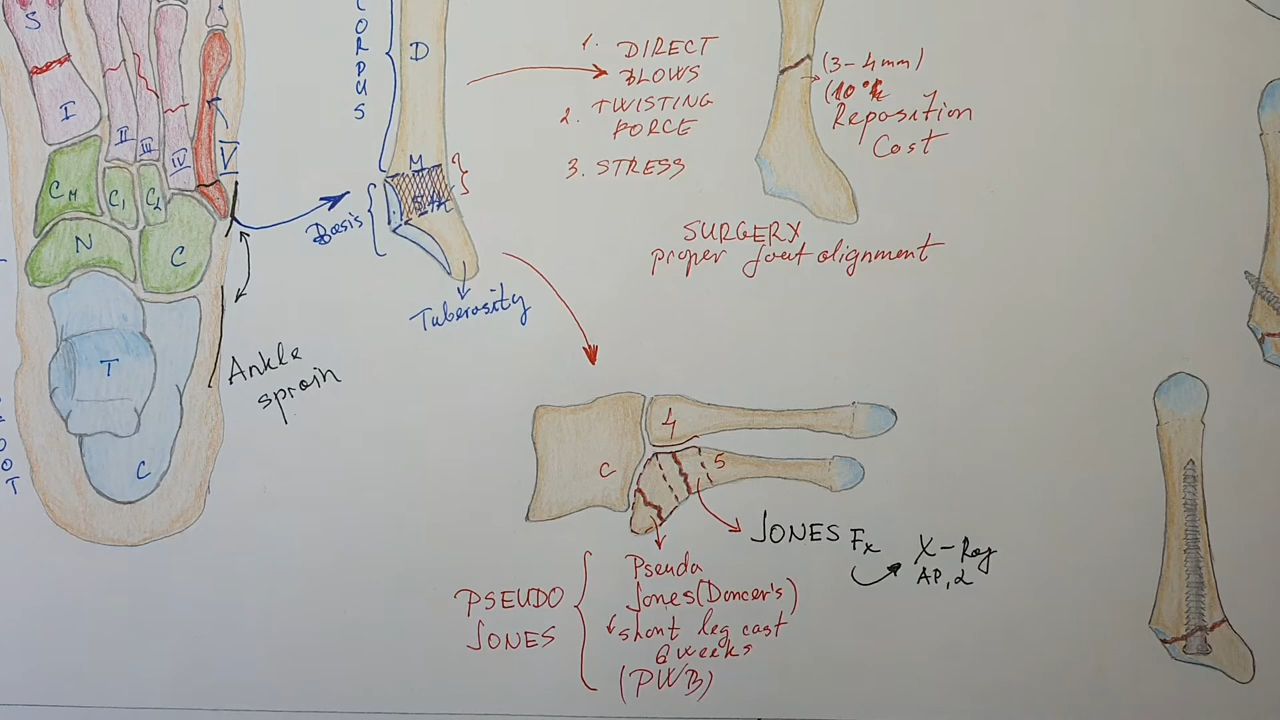 S
I
II
III
IV
V
CM
C1
C2
N
C
T
C
OT
Ankle
sprain
CORPUS
D
M
Basis
Tuberosity
1. DIRECT
BLOWS
2. TWISTING
FORCE
3. STRESS
(3-4mm)
Reposition
Cast
SURGERY
proper foot alignment
C
4
5
JONES Fx
X-Ray
AP, L
PSEUDO
JONES
Pseudo
Jones (Dancer's)
short leg cast
6 weeks
(PWB)